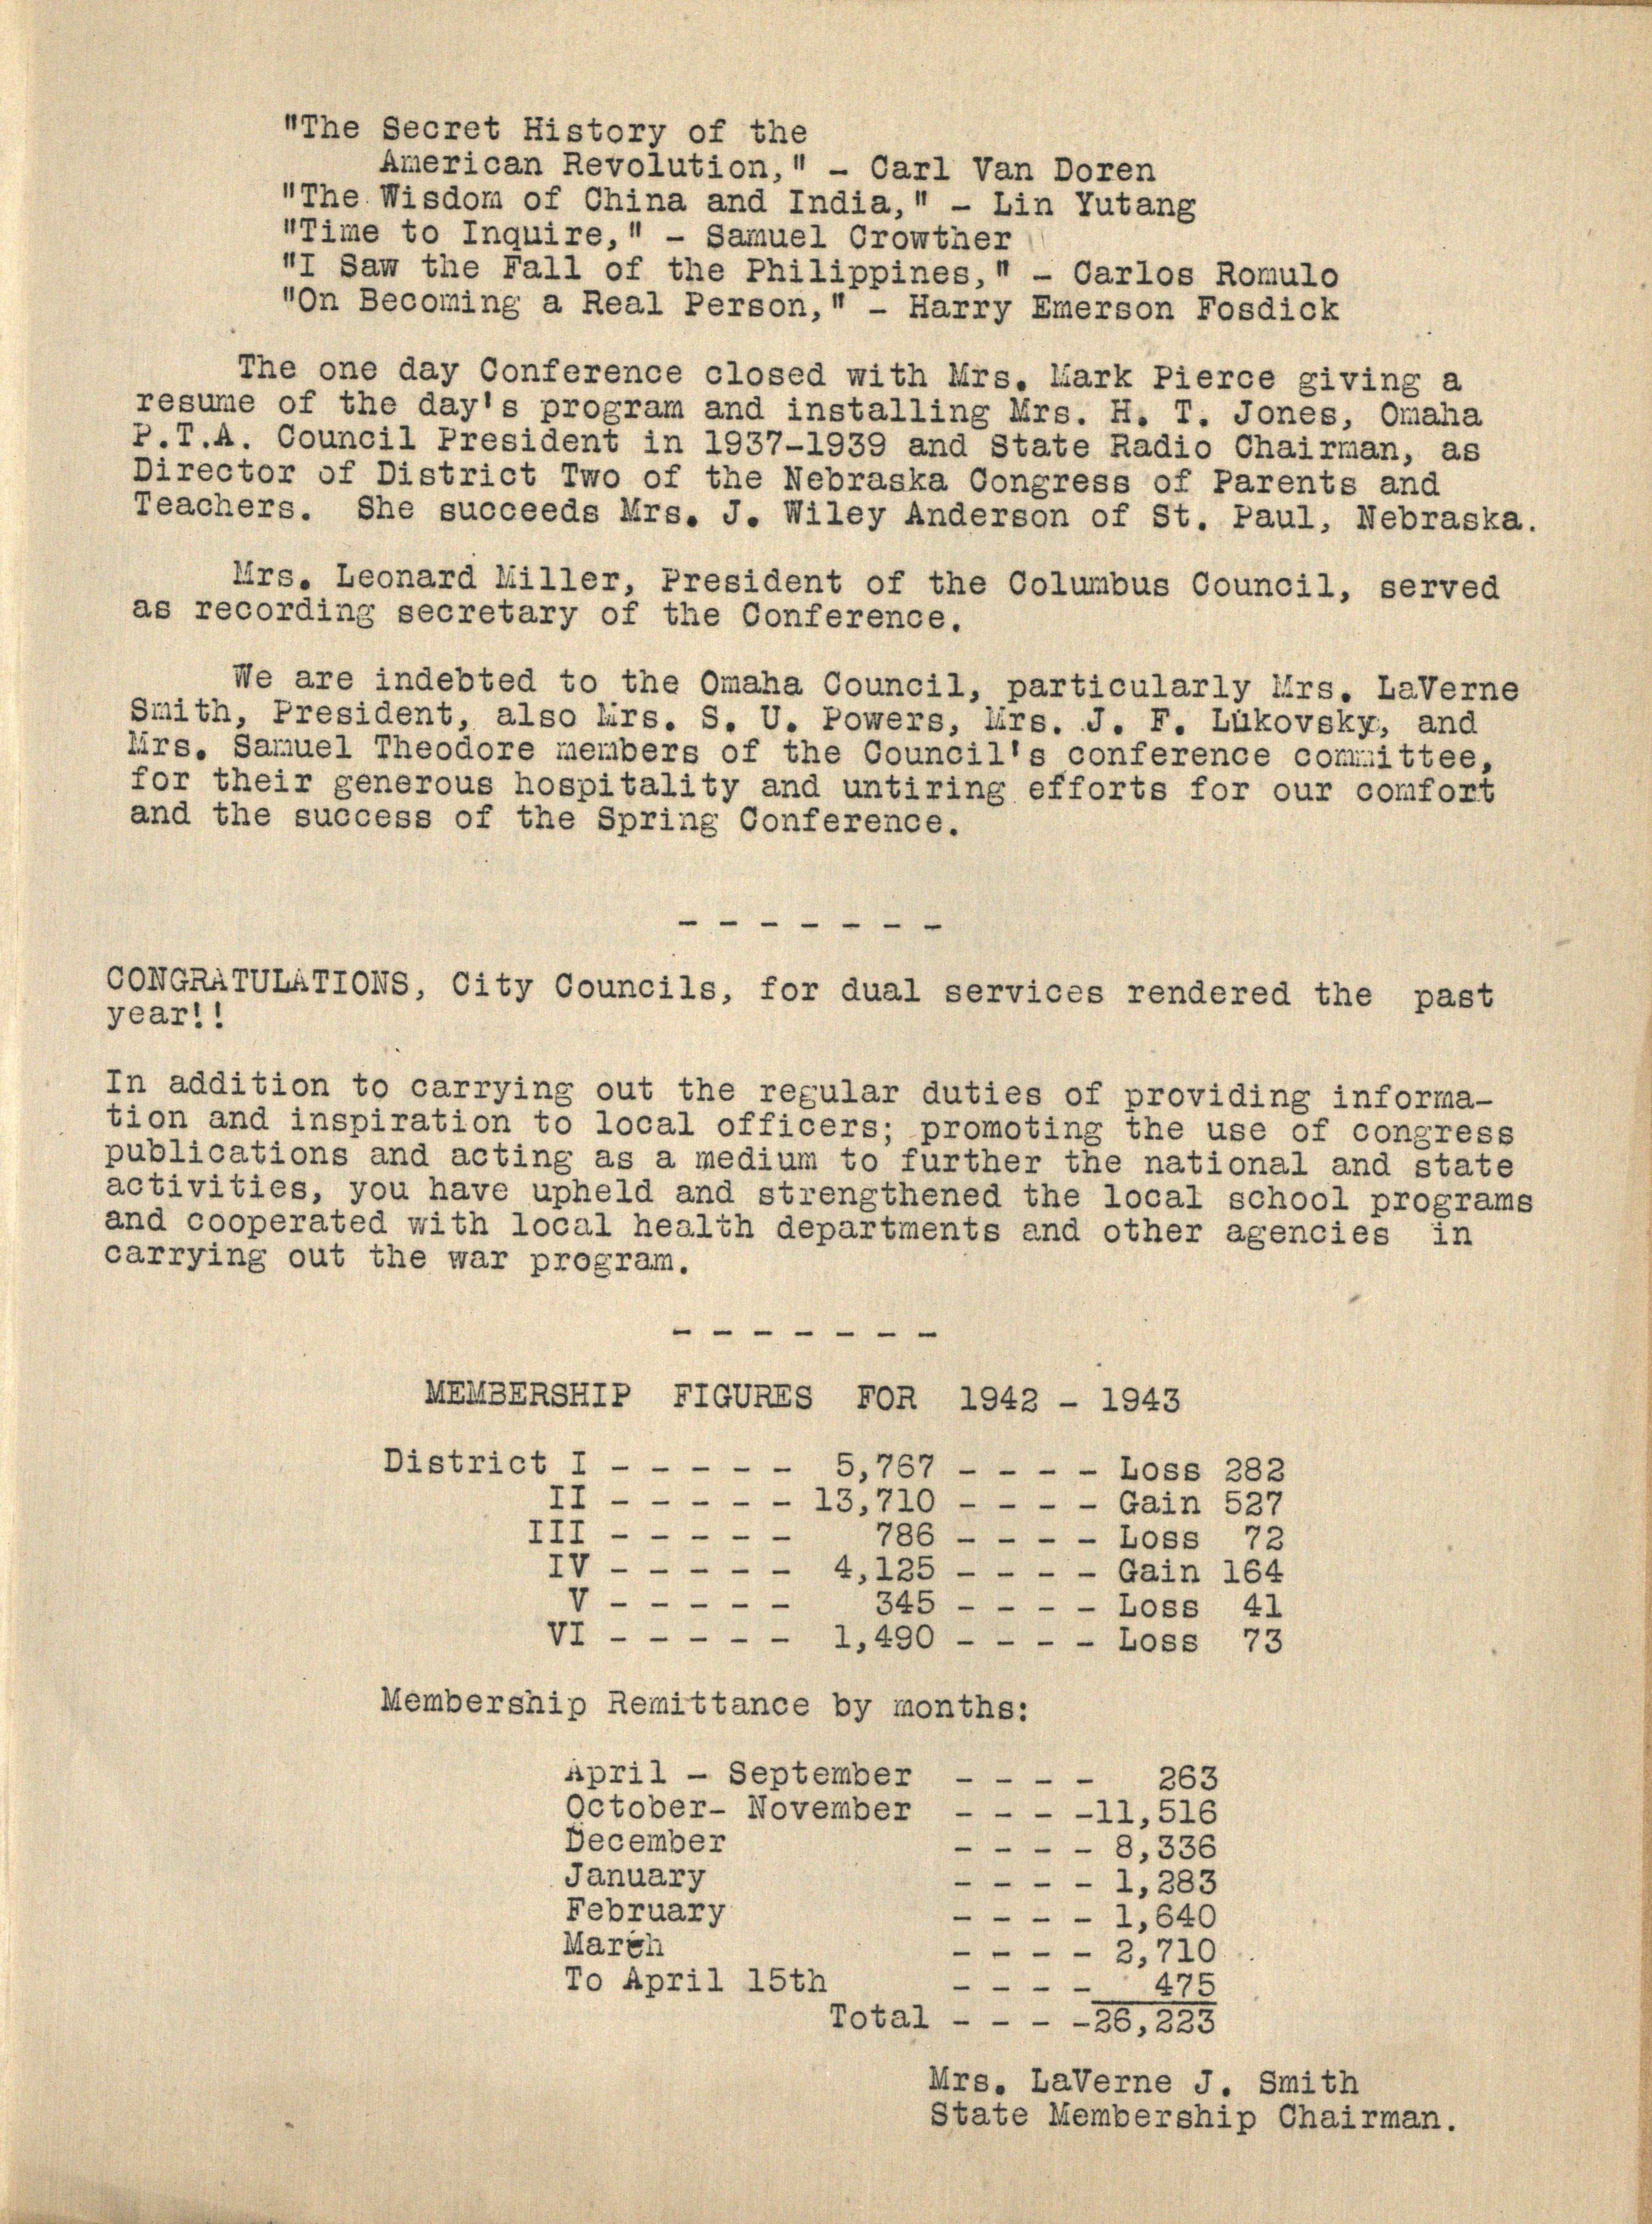 "The Secret History of the
American Revolution," - Carl Van Doren
"The Wisdom of China and India," - Lin Yutang
"Time to Inquire," - Samuel Crowther
"I Saw the Fall of the Philippines," - Carlos Romulo
"On Becoming a Real Person," - Harry Emerson Fosdick
The one day Conference closed with Mrs. Mark Pierce giving a
resume of the day's program and installing Mrs. H. T. Jones, Omaha
P.T.A. Council President in 1937-1939 and State Radio Chairman, as
Director of District Two of the Nebraska Congress of Parents and
Teachers. She succeeds Mrs. J. Wiley Anderson of St. Paul, Nebraska.
Mrs. Leonard Miller, President of the Columbus Council, served
as recording secretary of the Conference.
We are indebted to the Omaha Council, particularly Mrs. LaVerne
Smith, President, also Mrs. S. U. Powers, Mrs. J. F. Lukovsky, and
Mrs. Samuel Theodore members of the Council's conference committee,
for their generous hospitality and untiring efforts for our comfort
and the success of the Spring Conference.
- - - - - - -
CONGRATULATIONS, City Councils, for dual services rendered the past
year!!
In addition to carrying out the regular duties of providing informa-
tion and inspiration to local officers; promoting the use of congress
publications and acting as a medium to further the national and state
activities, you have upheld and strengthened the local school programs
and cooperated with local health departments and other agencies in
carrying out the war program.
- - - - - - -
MEMBERSHIP FIGURES FOR 1942 - 1943
District I - - - - - 5,767 - - - - Loss 282
II - - - - - 13,710 - - - - Gain 527
III - - - - - 786 - - - - Loss 72
IV - - - - - 4,125 - - - - Gain 164
V - - - - - 345 - - - - Loss 41
VI - - - - - 1,490 - - - - Loss 73
Membership Remittance by months:
April - September - - - - 263
October- November - - - -11,516
December - - - - 8,336
January - - - - 1,283
February - - - - 1,640
March - - - - 2,710
To April 15th - - - - 475
Total - - - -26,223
Mrs. LaVerne J. Smith
State Membership Chairman.